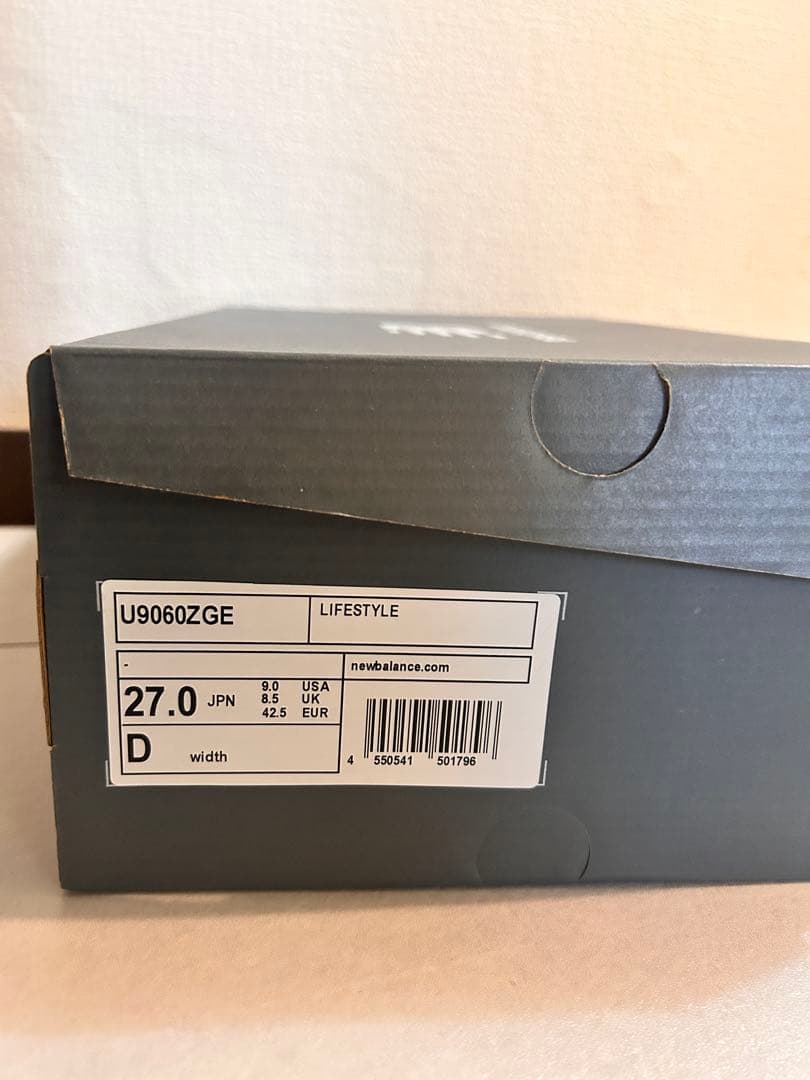 U9060ZGE
LIFESTYLE
-
newbalance.com
27.0 JPN
9.0 USA
8.5 UK
42.5 EUR
D width
4 550541 501796